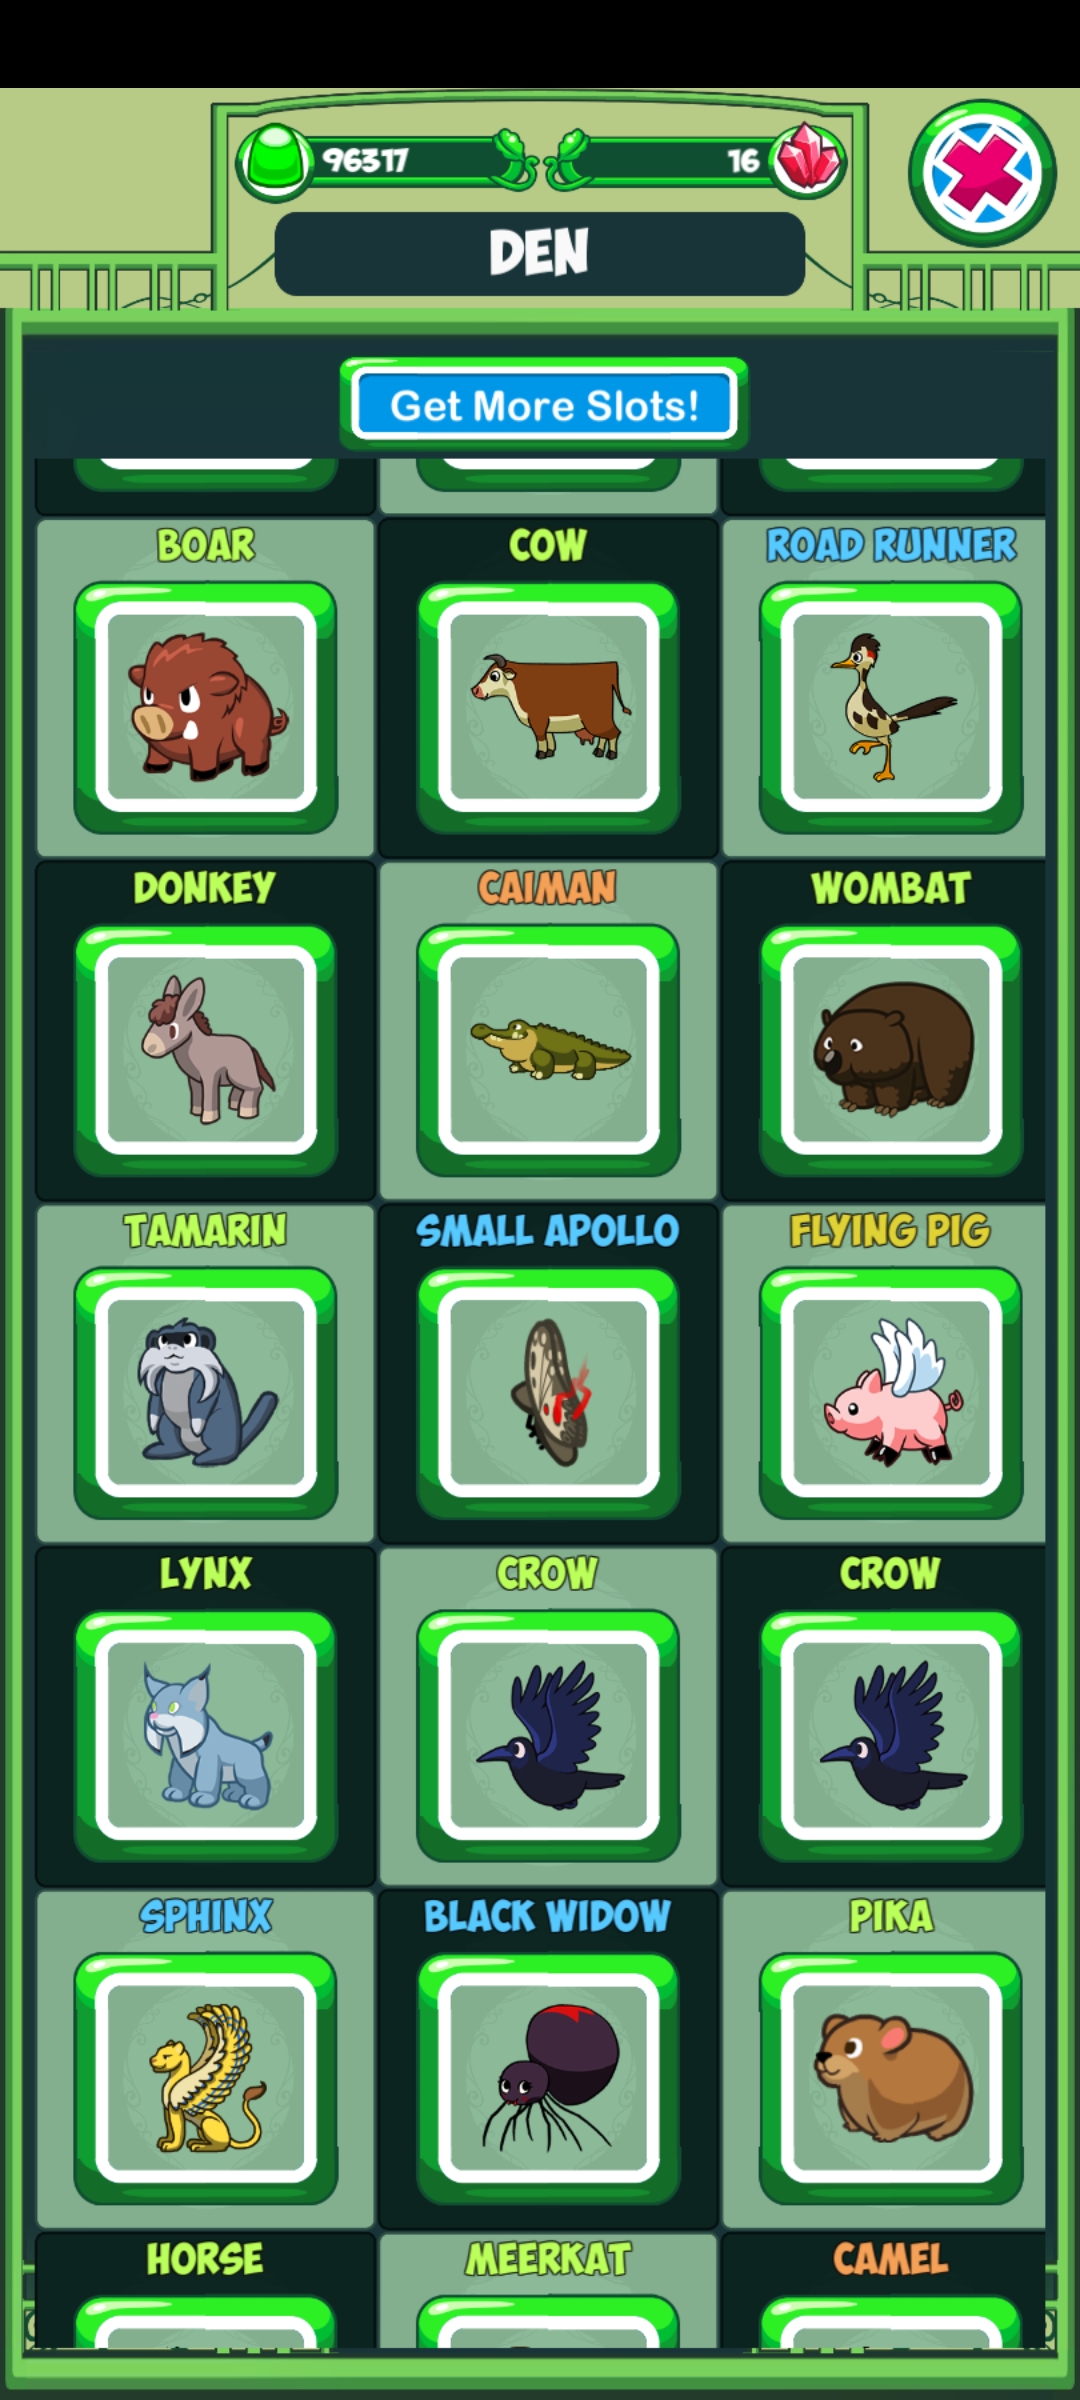 96317
16
DEN
Get More Slots!
BOAR
COW
ROAD RUNNER
DONKEY
CAIMAN
WOMBAT
TAMARIN
SMALL APOLLO
FLYING PIG
LYNX
CROW
CROW
SPHINX
BLACK WIDOW
PIKA
HORSE
MEERKAT
CAMEL